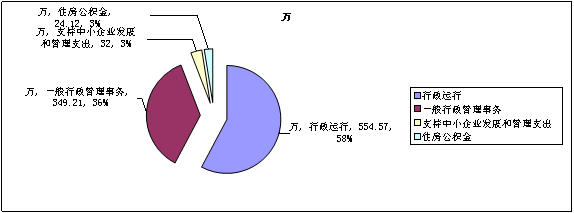 万
万, 住房公积金,
24.12, 3%
万, 支持中小企业发展
和管理支出, 32, 3%
万, 一般行政管理事务,
349.21, 36%
万, 行政运行, 554.57,
58%
行政运行
一般行政管理事务
支持中小企业发展和管理支出
住房公积金